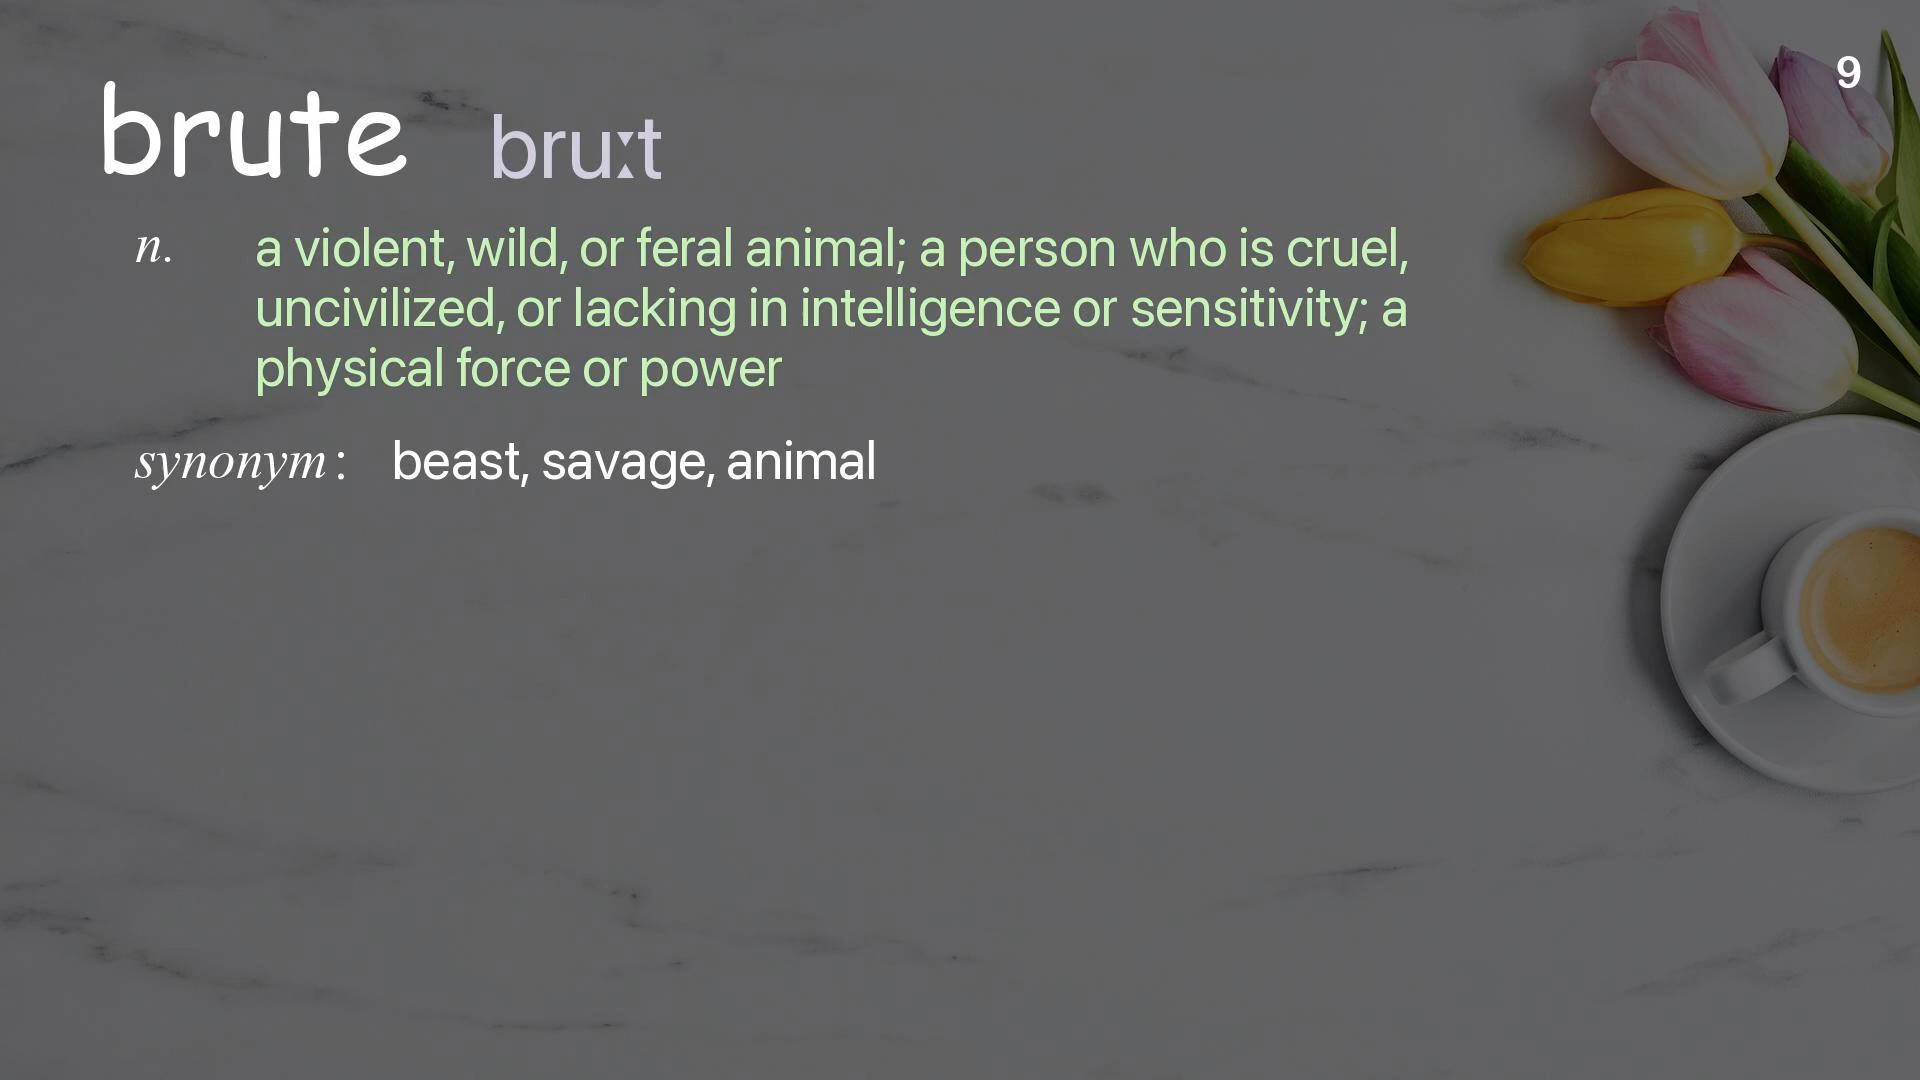 9
brute bruːt
n. a violent, wild, or feral animal; a person who is cruel,
uncivilized, or lacking in intelligence or sensitivity; a
physical force or power
synonym : beast, savage, animal